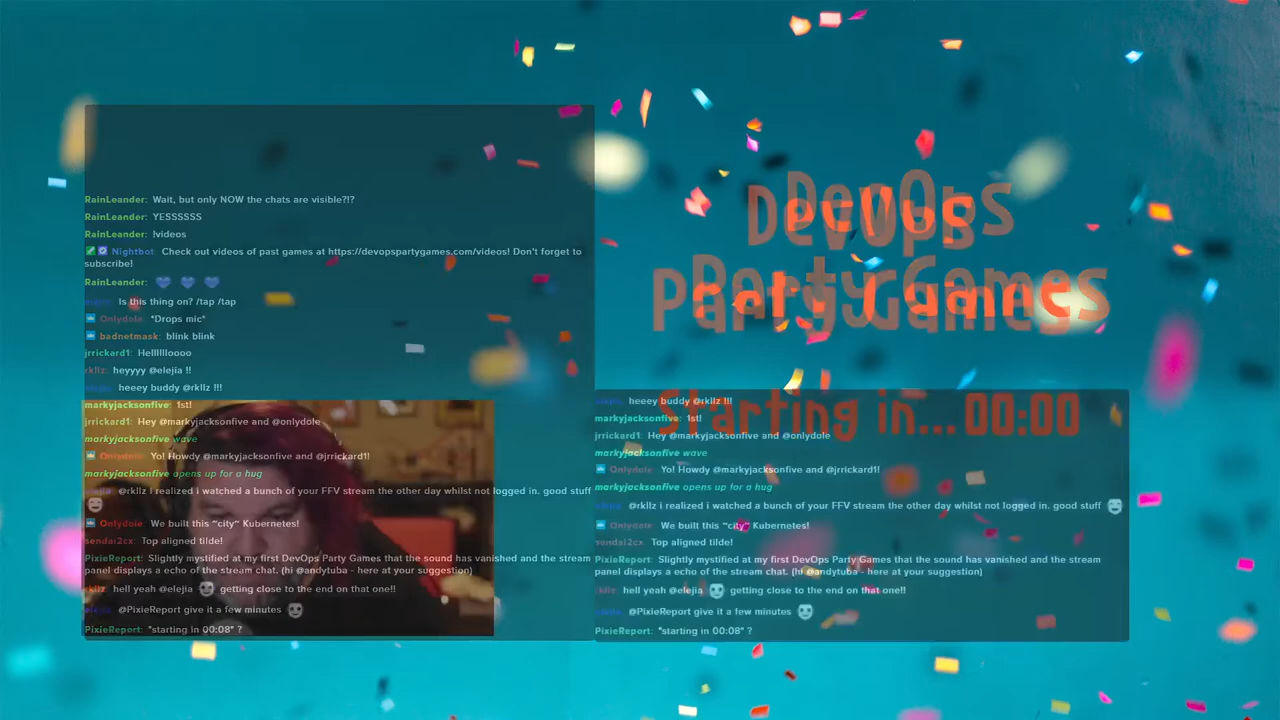 RainLeander: Wait, but only NOW the chats are visible?!?
RainLeander: YESSSSSS
RainLeander: !videos
Nightbot: Check out videos of past games at https://devopspartygames.com/videos! Don't forget to
subscribe!
RainLeander:
Is this thing on? /tap /tap
Onlydole: *Drops mic*
badnetmask: blink blink
jrrickard1: Helllllloooo
rkllz: heyyyy @elejia !!
heeey buddy @rkllz !!!
markyjacksonfive: 1st!
jrrickard1: Hey @markyjacksonfive and @onlydole
markyjacksonfive wave
Onlydole: Yo! Howdy @markyjacksonfive and @jrrickard1!
markyjacksonfive opens up for a hug
elejia: @rkllz i realized i watched a bunch of your FFV stream the other day whilst not logged in. good stuff
Onlydole: We built this ~city~ Kubernetes!
sendai2cx: Top aligned tilde!
PixieReport: Slightly mystified at my first DevOps Party Games that the sound has vanished and the stream
panel displays a echo of the stream chat. (hi @andytuba - here at your suggestion)
rkllz: hell yeah @elejia getting close to the end on that one!!
elejia: @PixieReport give it a few minutes
PixieReport: "starting in 00:08" ?
DevOps
Party Games
Starting in... 00:00
heeey buddy @rkllz !!!
markyjacksonfive: 1st!
jrrickard1: Hey @markyjacksonfive and @onlydole
markyjacksonfive wave
Onlydole: Yo! Howdy @markyjacksonfive and @jrrickard1!
markyjacksonfive opens up for a hug
elejia: @rkllz i realized i watched a bunch of your FFV stream the other day whilst not logged in. good stuff
Onlydole: We built this ~city~ Kubernetes!
sendai2cx: Top aligned tilde!
PixieReport: Slightly mystified at my first DevOps Party Games that the sound has vanished and the stream
panel displays a echo of the stream chat. (hi @andytuba - here at your suggestion)
rkllz: hell yeah @elejia getting close to the end on that one!!
elejia: @PixieReport give it a few minutes
PixieReport: "starting in 00:08" ?